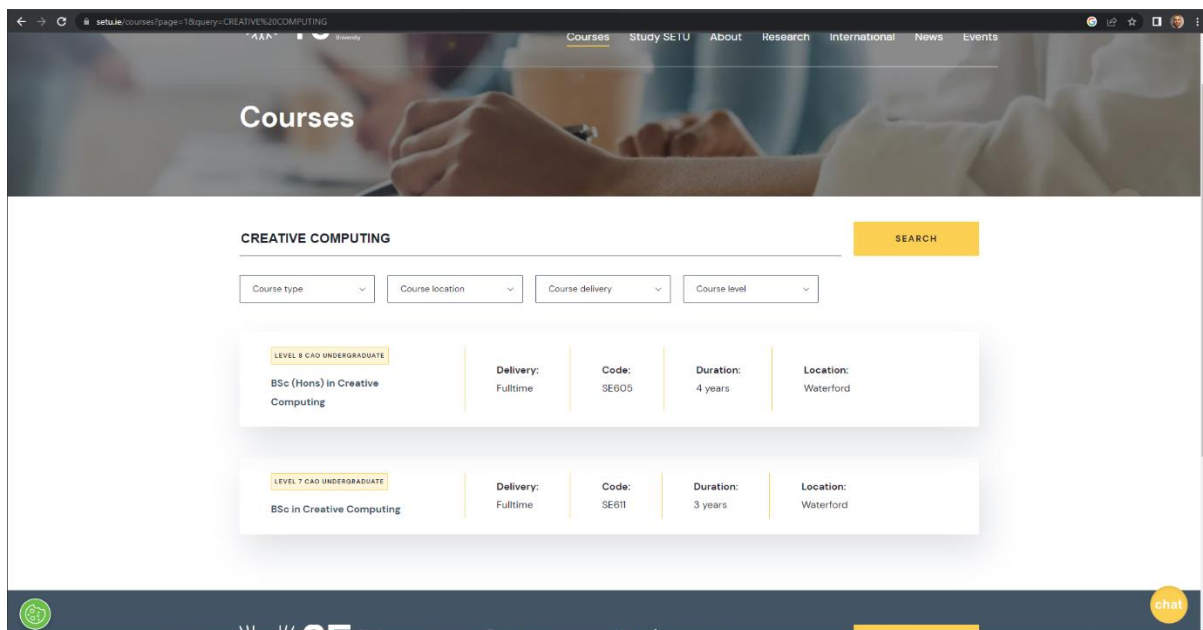 setu.ie/courses?page=1&query=CREATIVE%20COMPUTING
University
Courses Study SETU About Research International News Events
Courses
CREATIVE COMPUTING
SEARCH
Course type Course location Course delivery Course level
LEVEL 8 CAO UNDERGRADUATE
BSc (Hons) in Creative
Computing
Delivery: Code: Duration: Location:
Fulltime SE605 4 years Waterford
LEVEL 7 CAO UNDERGRADUATE
BSc in Creative Computing
Delivery: Code: Duration: Location:
Fulltime SE611 3 years Waterford
chat